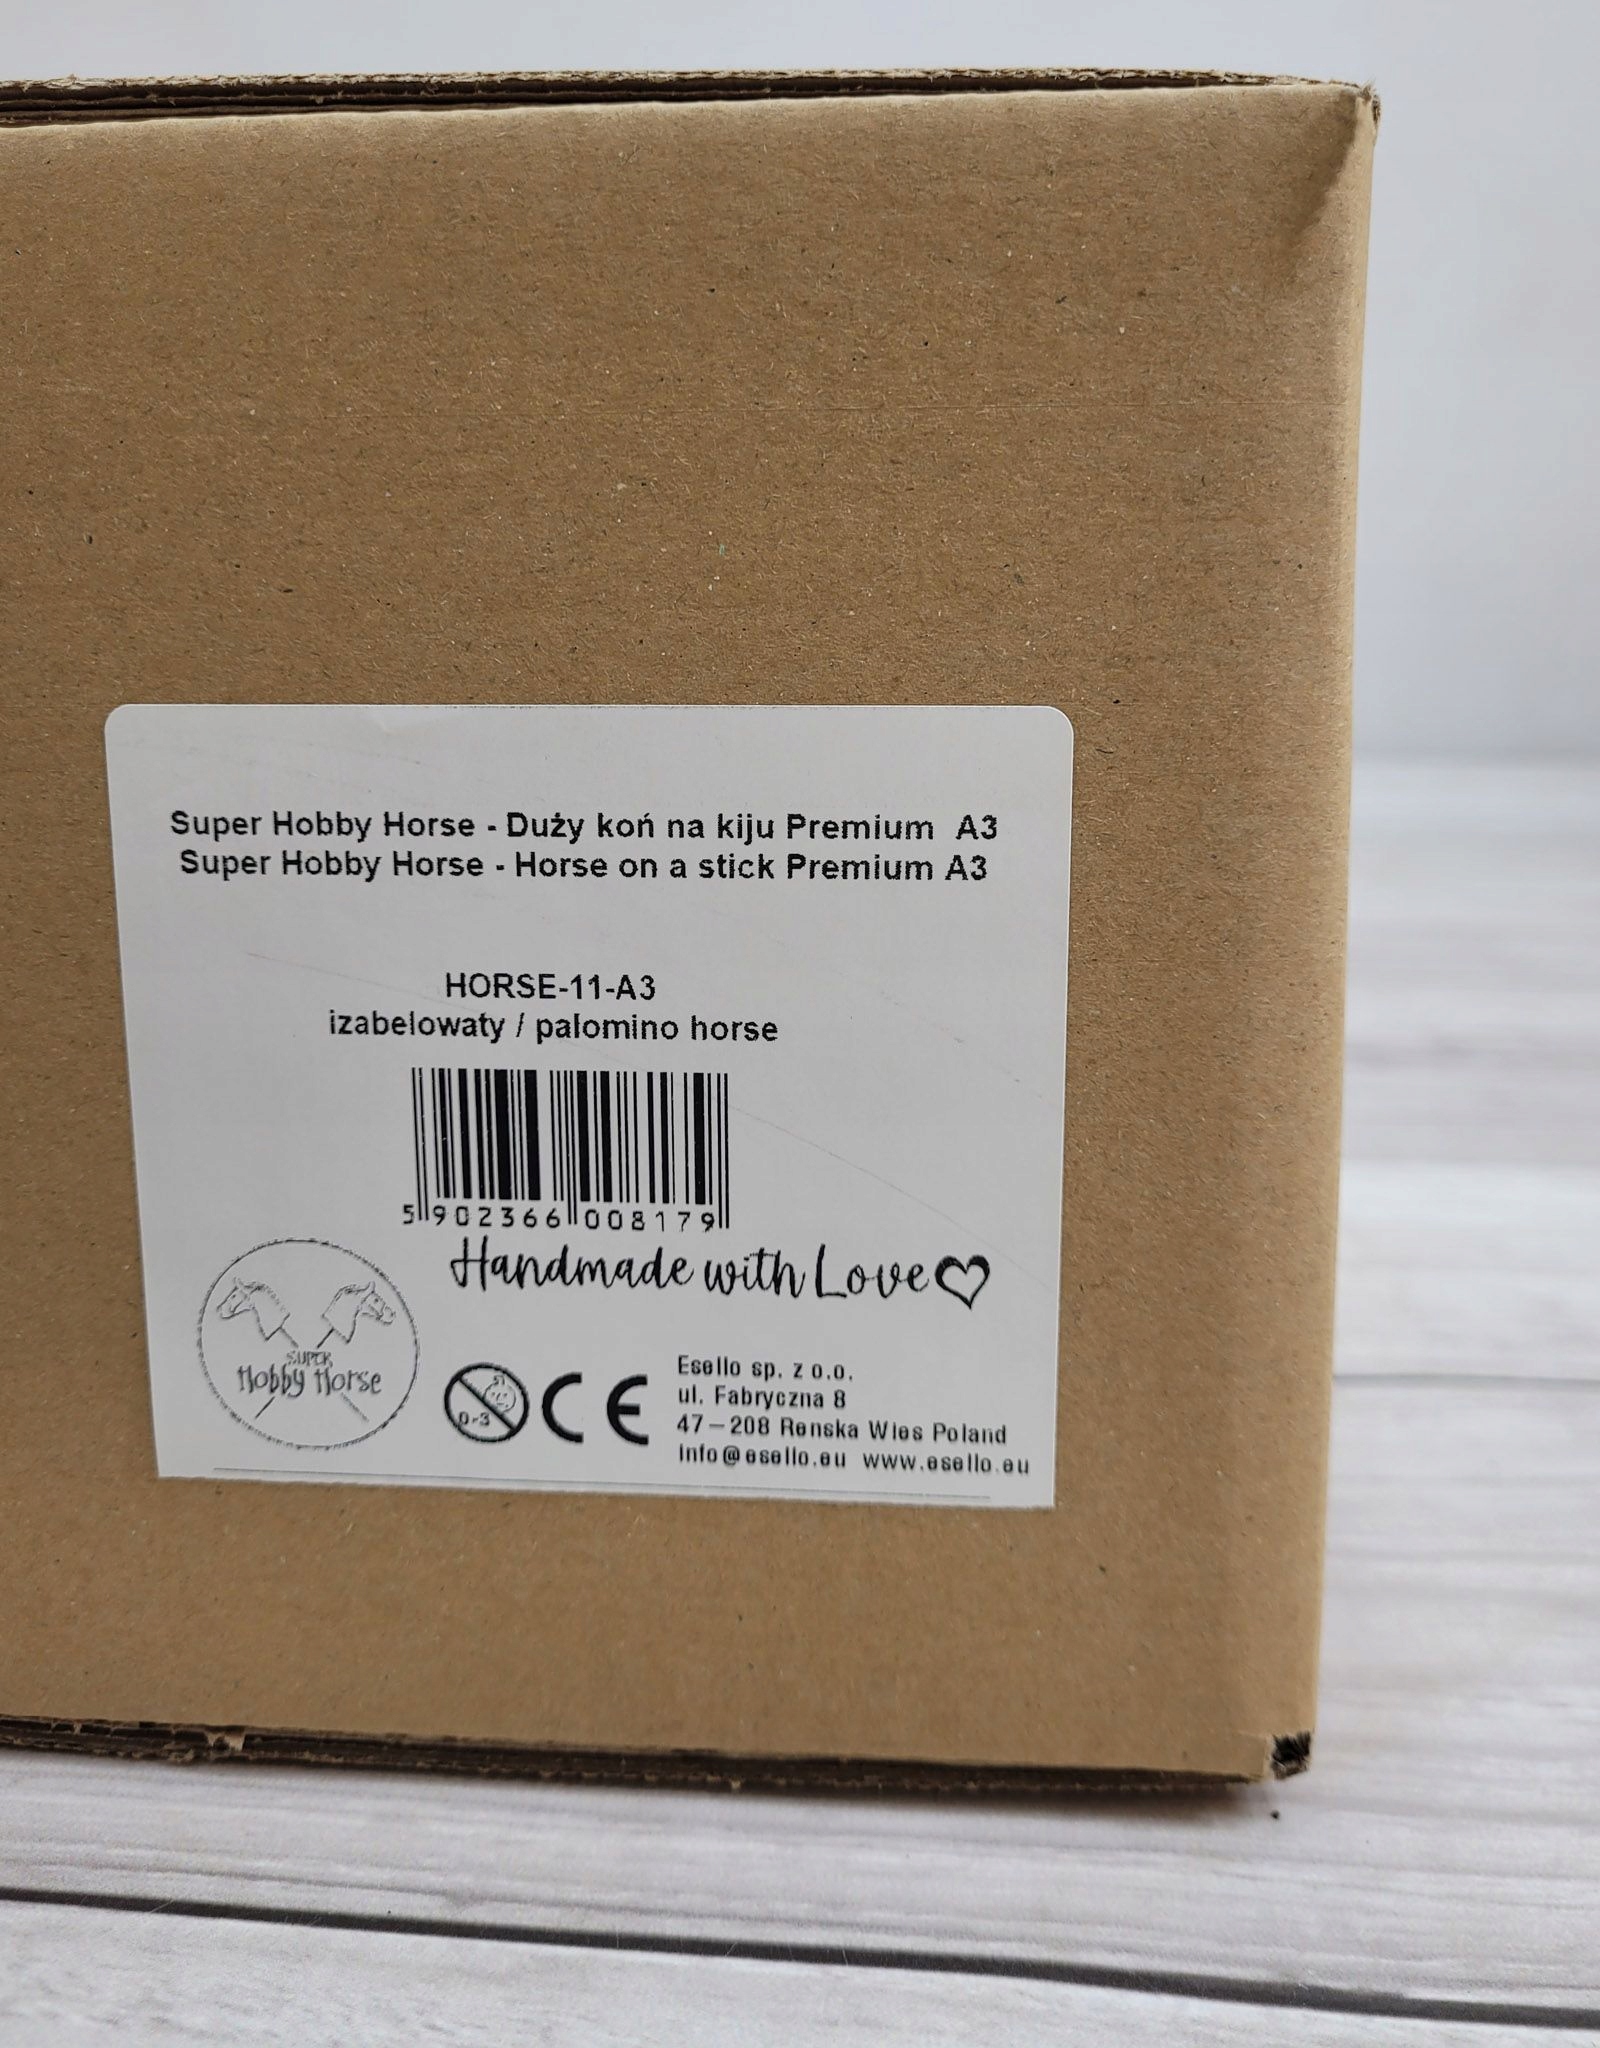 Super Hobby Horse - Duży koń na kiju Premium A3
Super Hobby Horse - Horse on a stick Premium A3
HORSE-11-A3
izabelowaty / palomino horse
5 902366 008179
Handmade with Love
SUPER
Hobby Horse
0-3
CE
Esello sp. z o.o.
ul. Fabryczna 8
47-208 Renska Wies Poland
info@esello.eu www.esello.eu